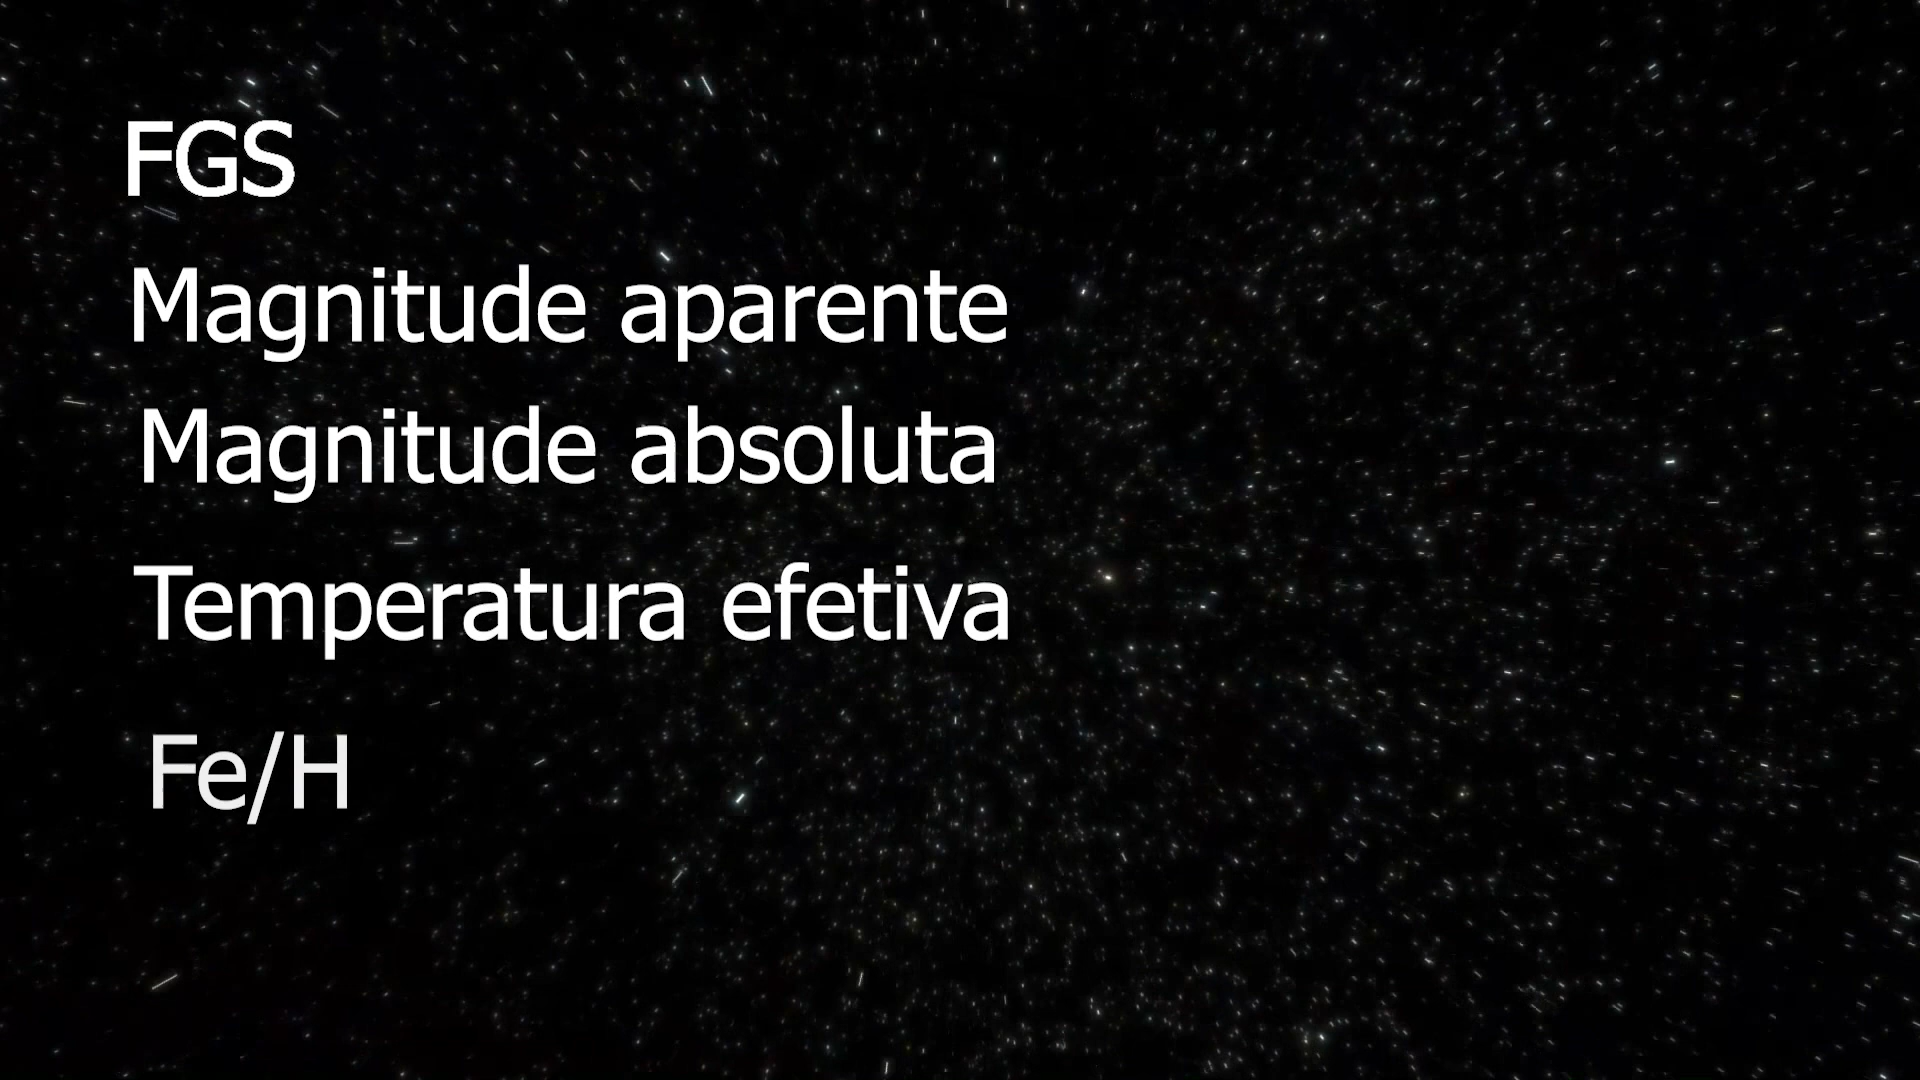 FGS
Magnitude aparente
Magnitude absoluta
Temperatura efetiva
Fe/H